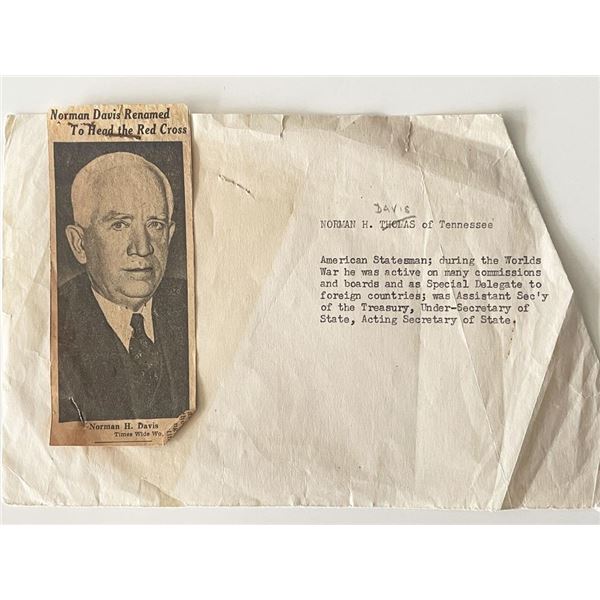 Norman Davis Renamed
To Head the Red Cross
Norman H. Davis
Times Wide Wo
DAVIS
NORMAN H. THOMAS of Tennessee
American Statesman; during the Worlds
War he was active on many commissions
and boards and as Special Delegate to
foreign countries; was Assistant Sec'y
of the Treasury, Under-Secretary of
State, Acting Secretary of State.